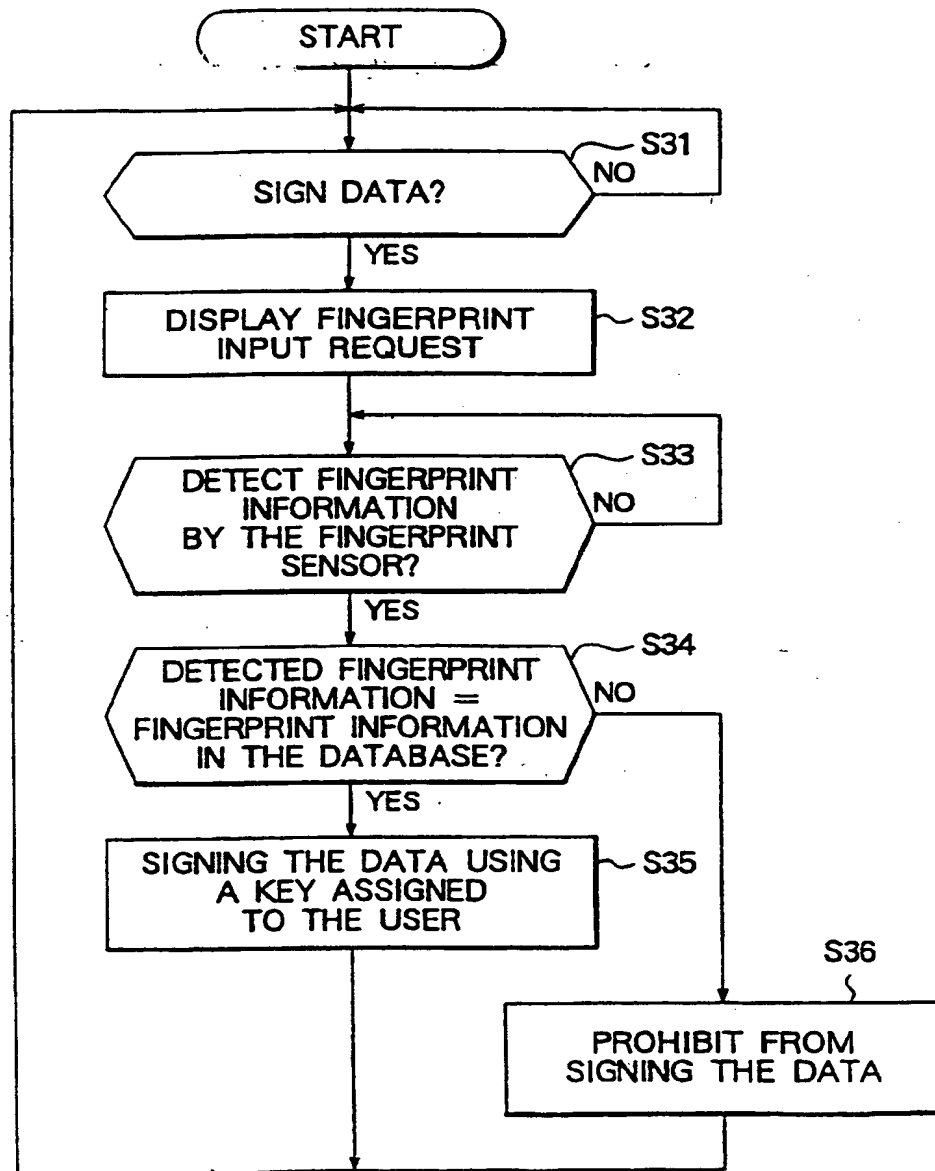 START
S31
SIGN DATA?
NO
YES
DISPLAY FINGERPRINT
INPUT REQUEST
S32
S33
DETECT FINGERPRINT
INFORMATION
BY THE FINGERPRINT
SENSOR?
NO
YES
S34
DETECTED FINGERPRINT
INFORMATION =
FINGERPRINT INFORMATION
IN THE DATABASE?
NO
YES
SIGNING THE DATA USING
A KEY ASSIGNED
TO THE USER
S35
S36
PROHIBIT FROM
SIGNING THE DATA